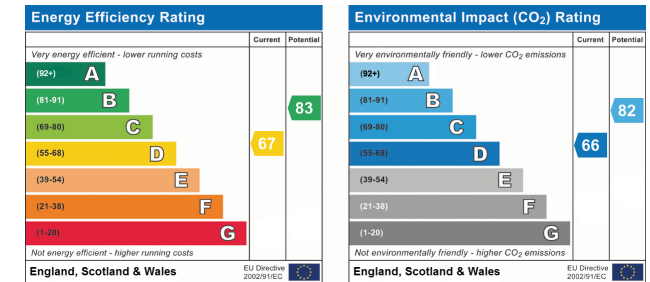 Energy Efficiency Rating
Current Potential
Very energy efficient - lower running costs
(92+) A
(81-91) B
83
(69-80) C
(55-68) D
67
(39-54) E
(21-38) F
(1-20) G
Not energy efficient - higher running costs
England, Scotland & Wales
EU Directive
2002/91/EC
Environmental Impact (CO₂) Rating
Current Potential
Very environmentally friendly - lower CO₂ emissions
(92+) A
(81-91) B
82
(69-80) C
(55-68) D
66
(39-54) E
(21-38) F
(1-20) G
Not environmentally friendly - higher CO₂ emissions
England, Scotland & Wales
EU Directive
2002/91/EC